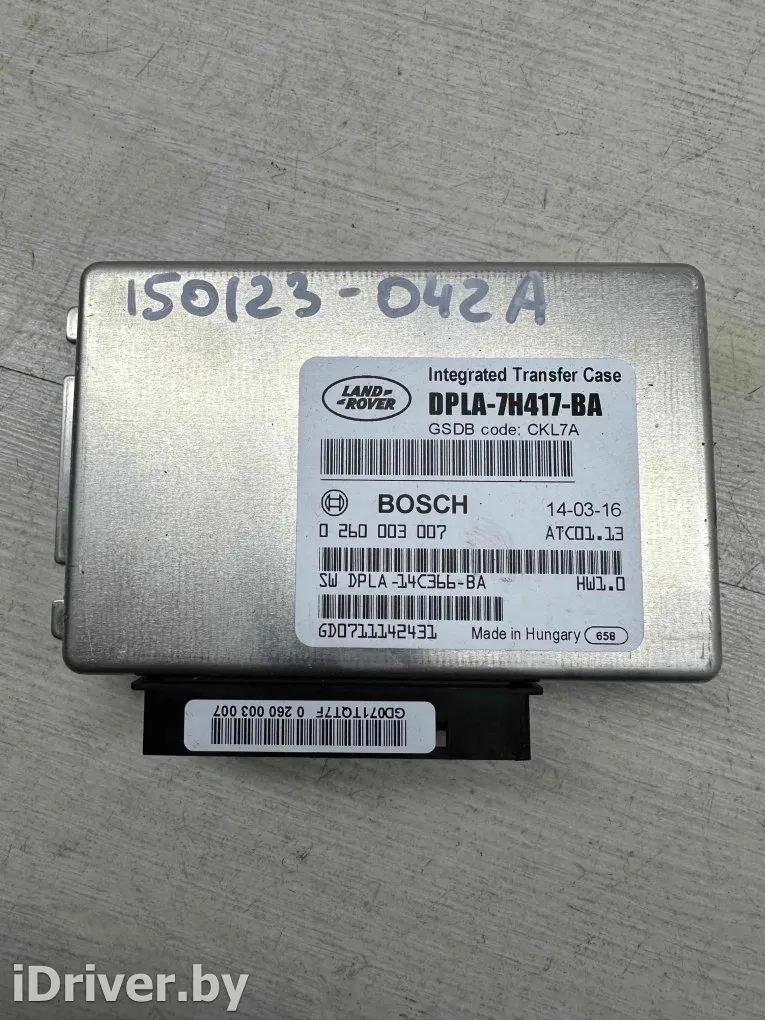 150123-042A
LAND-
-ROVER
Integrated Transfer Case
DPLA-7H417-BA
GSDB code: CKL7A
BOSCH 14-03-16
0 260 003 007 ATC01.13
SW DPLA-14C366-BA HW1.0
GD0711142431 Made in Hungary 658
GD071TQT7F 0 260 003 007
iDriver.by